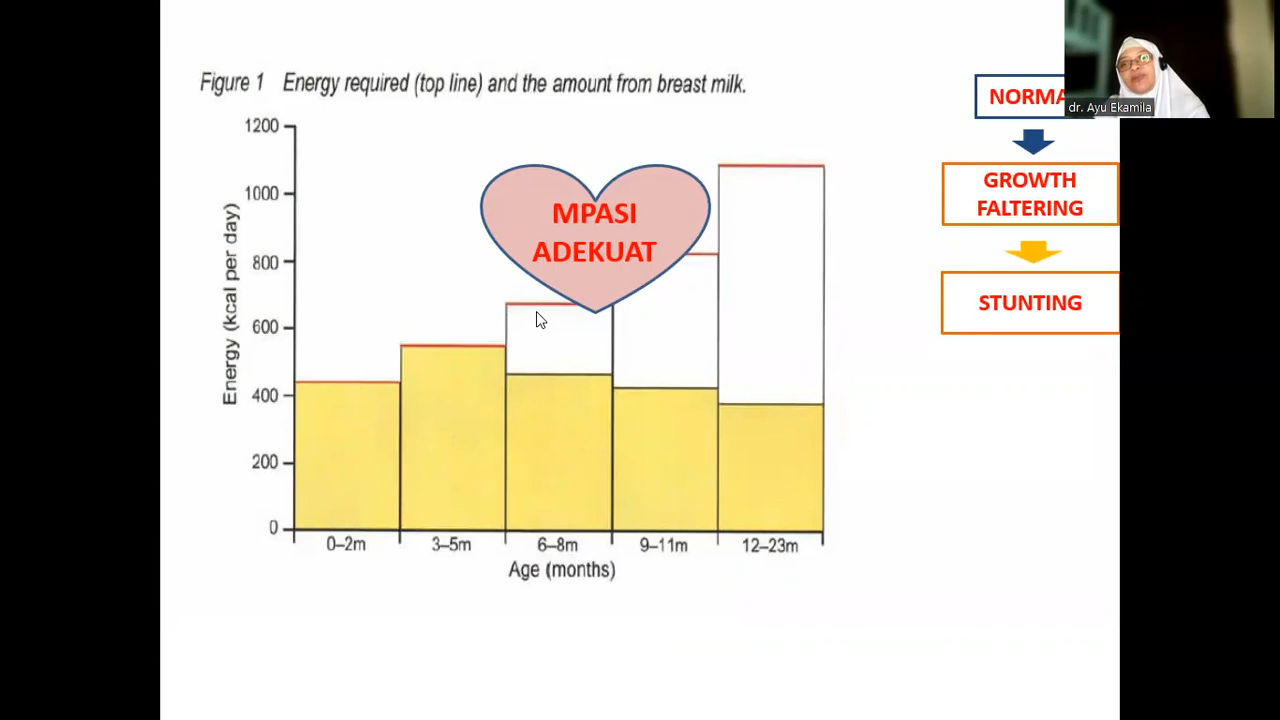 Figure 1 Energy required (top line) and the amount from breast milk.
1200
1000
800
600
400
200
0
Energy (kcal per day)
0–2m
3–5m
6–8m
9–11m
12–23m
Age (months)
MPASI
ADEKUAT
NORMA
GROWTH
FALTERING
STUNTING
dr. Ayu Ekamila